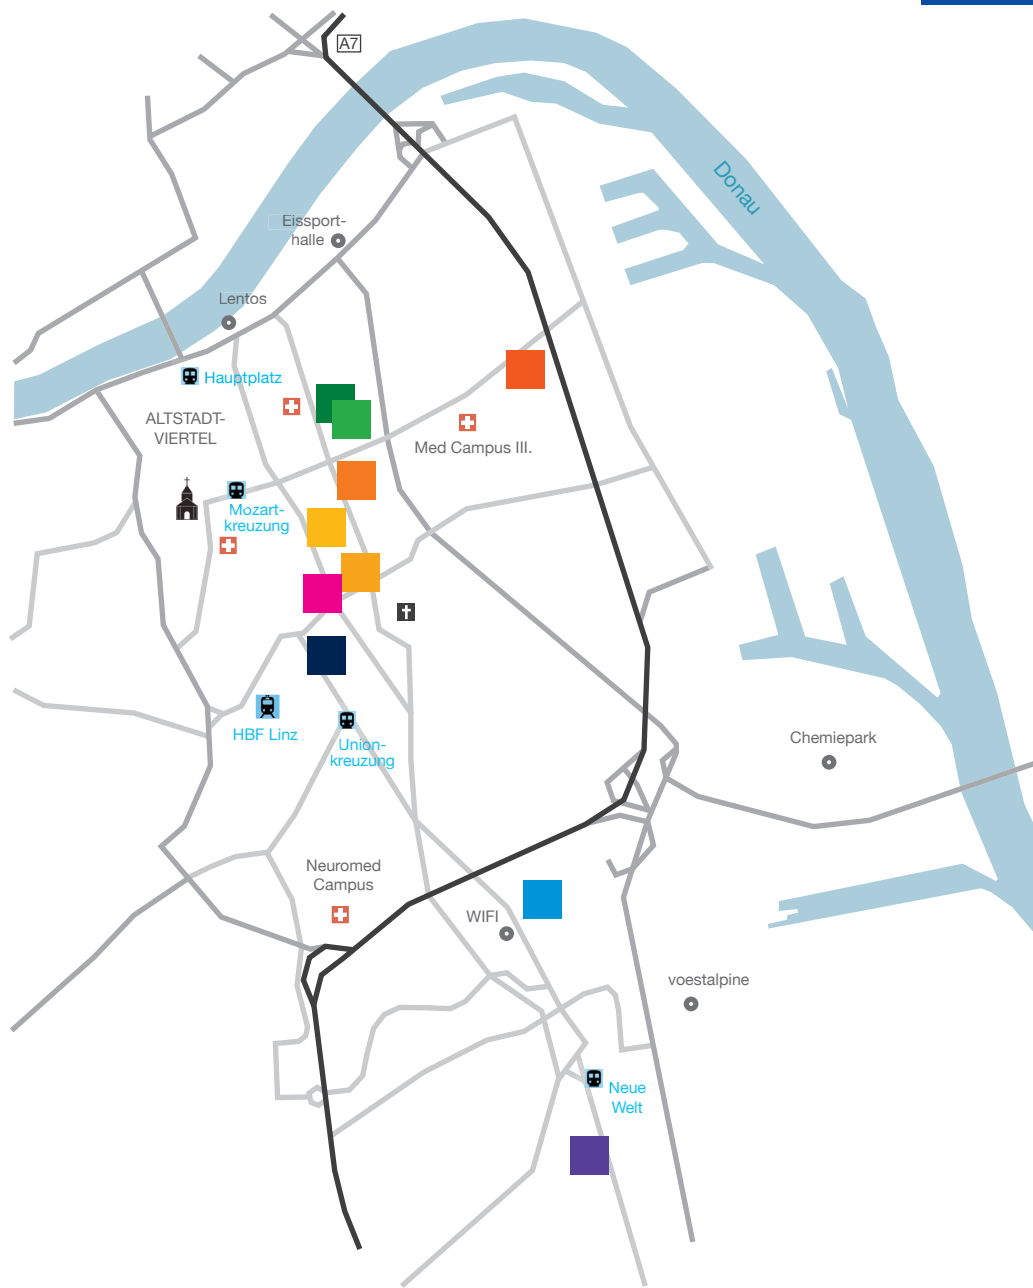 A7
Donau
Eissport-
halle
Lentos
Hauptplatz
ALTSTADT-
VIERTEL
Med Campus III.
Mozart-
kreuzung
HBF Linz
Union-
kreuzung
Chemiepark
Neuromed
Campus
WIFI
voestalpine
Neue
Welt